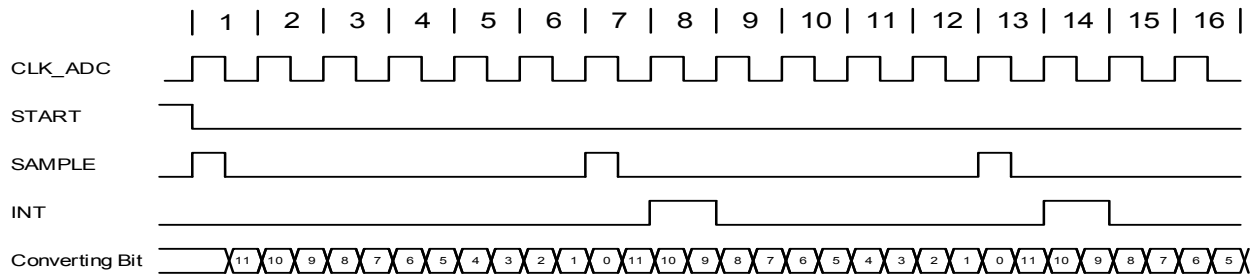 | 1 | 2 | 3 | 4 | 5 | 6 | 7 | 8 | 9 | 10 | 11 | 12 | 13 | 14 | 15 | 16 |
CLK_ADC
START
SAMPLE
INT
Converting Bit 11 10 9 8 7 6 5 4 3 2 1 0 11 10 9 8 7 6 5 4 3 2 1 0 11 10 9 8 7 6 5